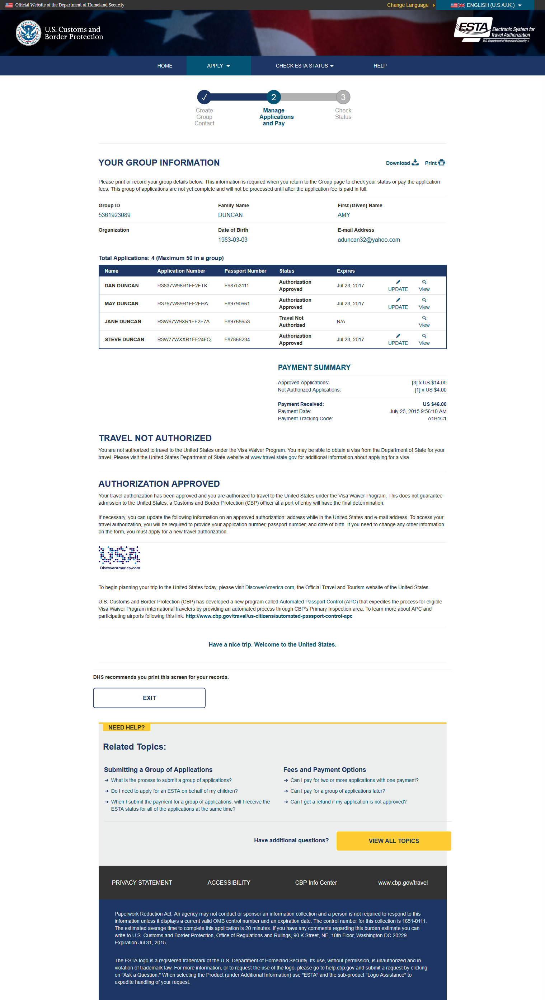 Official Website of the Department of Homeland Security
Change Language
ENGLISH (U.S./U.K.)
U.S. Customs and
Border Protection
ESTA
Electronic System for
Travel Authorization
U.S. Department of Homeland Security
HOME
APPLY
CHECK ESTA STATUS
HELP
2
3
Create
Group
Contact
Manage
Applications
and Pay
Check
Status
YOUR GROUP INFORMATION
Download
Print
Please print or record your group details below. This information is required when you return to the Group page to check your status or pay the application
fees. This group of applications are not yet complete and will not be processed until after the application fee is paid in full.
Group ID
Family Name
First (Given) Name
5361923089
DUNCAN
AMY
Organization
Date of Birth
E-mail Address
1983-03-03
aduncan32@yahoo.com
Total Applications: 4 (Maximum 50 in a group)
Name Application Number Passport Number Status Expires
DAN DUNCAN R3837W96R1FF2FTK F98753111 Authorization Approved Jul 23, 2017 UPDATE View
MAY DUNCAN R3767W89R1FF2FHA F89790661 Authorization Approved Jul 23, 2017 UPDATE View
JANE DUNCAN R3W67W9XR1FF2F7A F89768653 Travel Not Authorized N/A View
STEVE DUNCAN R3W77WXXR1FF24FQ F87866234 Authorization Approved Jul 23, 2017 UPDATE View
PAYMENT SUMMARY
Approved Applications: [3] x US $14.00
Not Authorized Applications: [1] x US $4.00
Payment Received: US $46.00
Payment Date: July 23, 2015 9:56:10 AM
Payment Tracking Code: A1B1C1
TRAVEL NOT AUTHORIZED
You are not authorized to travel to the United States under the Visa Waiver Program. You may be able to obtain a visa from the Department of State for your
travel. Please visit the United States Department of State website at www.travel.state.gov for additional information about applying for a visa.
AUTHORIZATION APPROVED
Your travel authorization has been approved and you are authorized to travel to the United States under the Visa Waiver Program. This does not guarantee
admission to the United States; a Customs and Border Protection (CBP) officer at a port of entry will have the final determination.
If necessary, you can update the following information on an approved authorization: address while in the United States and e-mail address. To access your
travel authorization, you will be required to provide your application number, passport number, and date of birth. If you need to change any other information
on the form, you must apply for a new travel authorization.
USA
DiscoverAmerica.com
To begin planning your trip to the United States today, please visit DiscoverAmerica.com, the Official Travel and Tourism website of the United States.
U.S. Customs and Border Protection (CBP) has developed a new program called Automated Passport Control (APC) that expedites the process for eligible
Visa Waiver Program international travelers by providing an automated process through CBP's Primary Inspection area. To learn more about APC and
participating airports following this link: http://www.cbp.gov/travel/us-citizens/automated-passport-control-apc
Have a nice trip. Welcome to the United States.
DHS recommends you print this screen for your records.
EXIT
NEED HELP?
Related Topics:
Submitting a Group of Applications
What is the process to submit a group of applications?
Do I need to apply for an ESTA on behalf of my children?
When I submit the payment for a group of applications, will I receive the
ESTA status for all of the applications at the same time?
Fees and Payment Options
Can I pay for two or more applications with one payment?
Can I pay for a group of applications later?
Can I get a refund if my application is not approved?
Have additional questions?
VIEW ALL TOPICS
PRIVACY STATEMENT
ACCESSIBILITY
CBP Info Center
www.cbp.gov/travel
Paperwork Reduction Act: An agency may not conduct or sponsor an information collection and a person is not required to respond to this
information unless it displays a current valid OMB control number and an expiration date. The control number for this collection is 1651-0111.
The estimated average time to complete this application is 20 minutes. If you have any comments regarding this burden estimate you can
write to U.S. Customs and Border Protection, Office of Regulations and Rulings, 90 K Street, NE, 10th Floor, Washington DC 20229.
Expiration Jul 31, 2015.
The ESTA logo is a registered trademark of the U.S. Department of Homeland Security. Its use, without permission, is unauthorized and in
violation of trademark law. For more information, or to request the use of the logo, please go to help.cbp.gov and submit a request by clicking
on "Ask a Question." When selecting the Product (under Additional Information) use "ESTA" and the sub-product "Logo Assistance" to
expedite handling of your request.